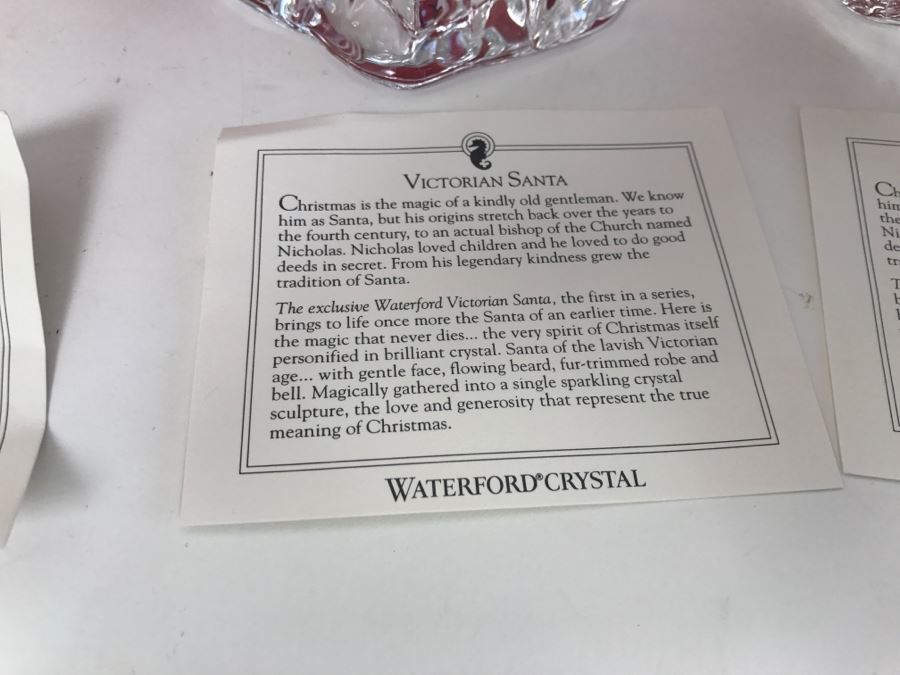 VICTORIAN SANTA
Christmas is the magic of a kindly old gentleman. We know
him as Santa, but his origins stretch back over the years to
the fourth century, to an actual bishop of the Church named
Nicholas. Nicholas loved children and he loved to do good
deeds in secret. From his legendary kindness grew the
tradition of Santa.
The exclusive Waterford Victorian Santa, the first in a series,
brings to life once more the Santa of an earlier time. Here is
the magic that never dies... the very spirit of Christmas itself
personified in brilliant crystal. Santa of the lavish Victorian
age... with gentle face, flowing beard, fur-trimmed robe and
bell. Magically gathered into a single sparkling crystal
sculpture, the love and generosity that represent the true
meaning of Christmas.
WATERFORD®CRYSTAL